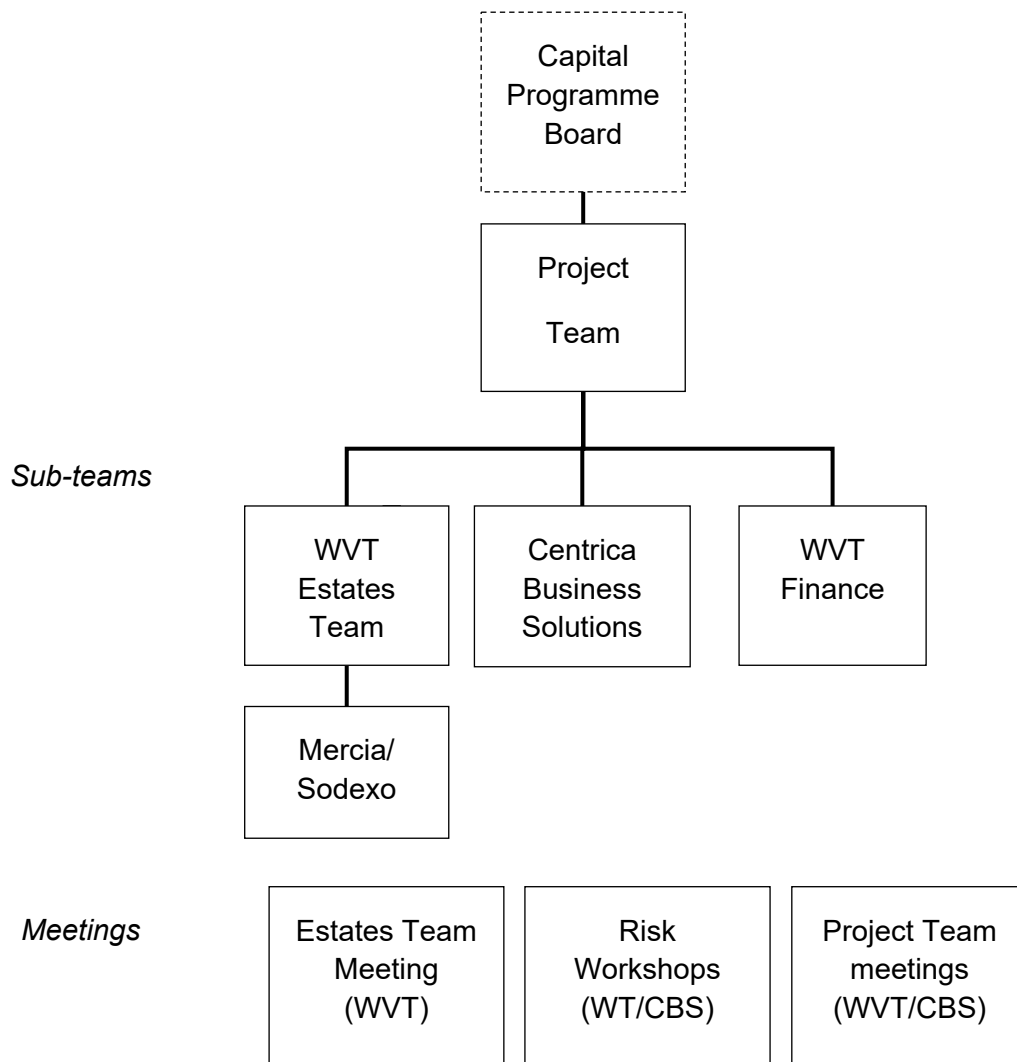 Capital
Programme
Board
Project
Team
Sub-teams
WVT
Estates
Team
Centrica
Business
Solutions
WVT
Finance
Mercia/
Sodexo
Meetings
Estates Team
Meeting
(WVT)
Risk
Workshops
(WT/CBS)
Project Team
meetings
(WVT/CBS)